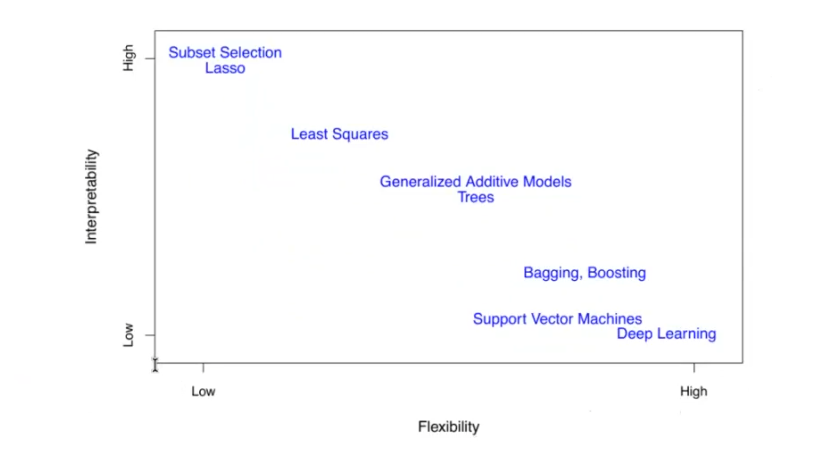 High
Subset Selection
Lasso
Least Squares
Generalized Additive Models
Trees
Interpretability
Bagging, Boosting
Support Vector Machines
Deep Learning
Low
Low
High
Flexibility